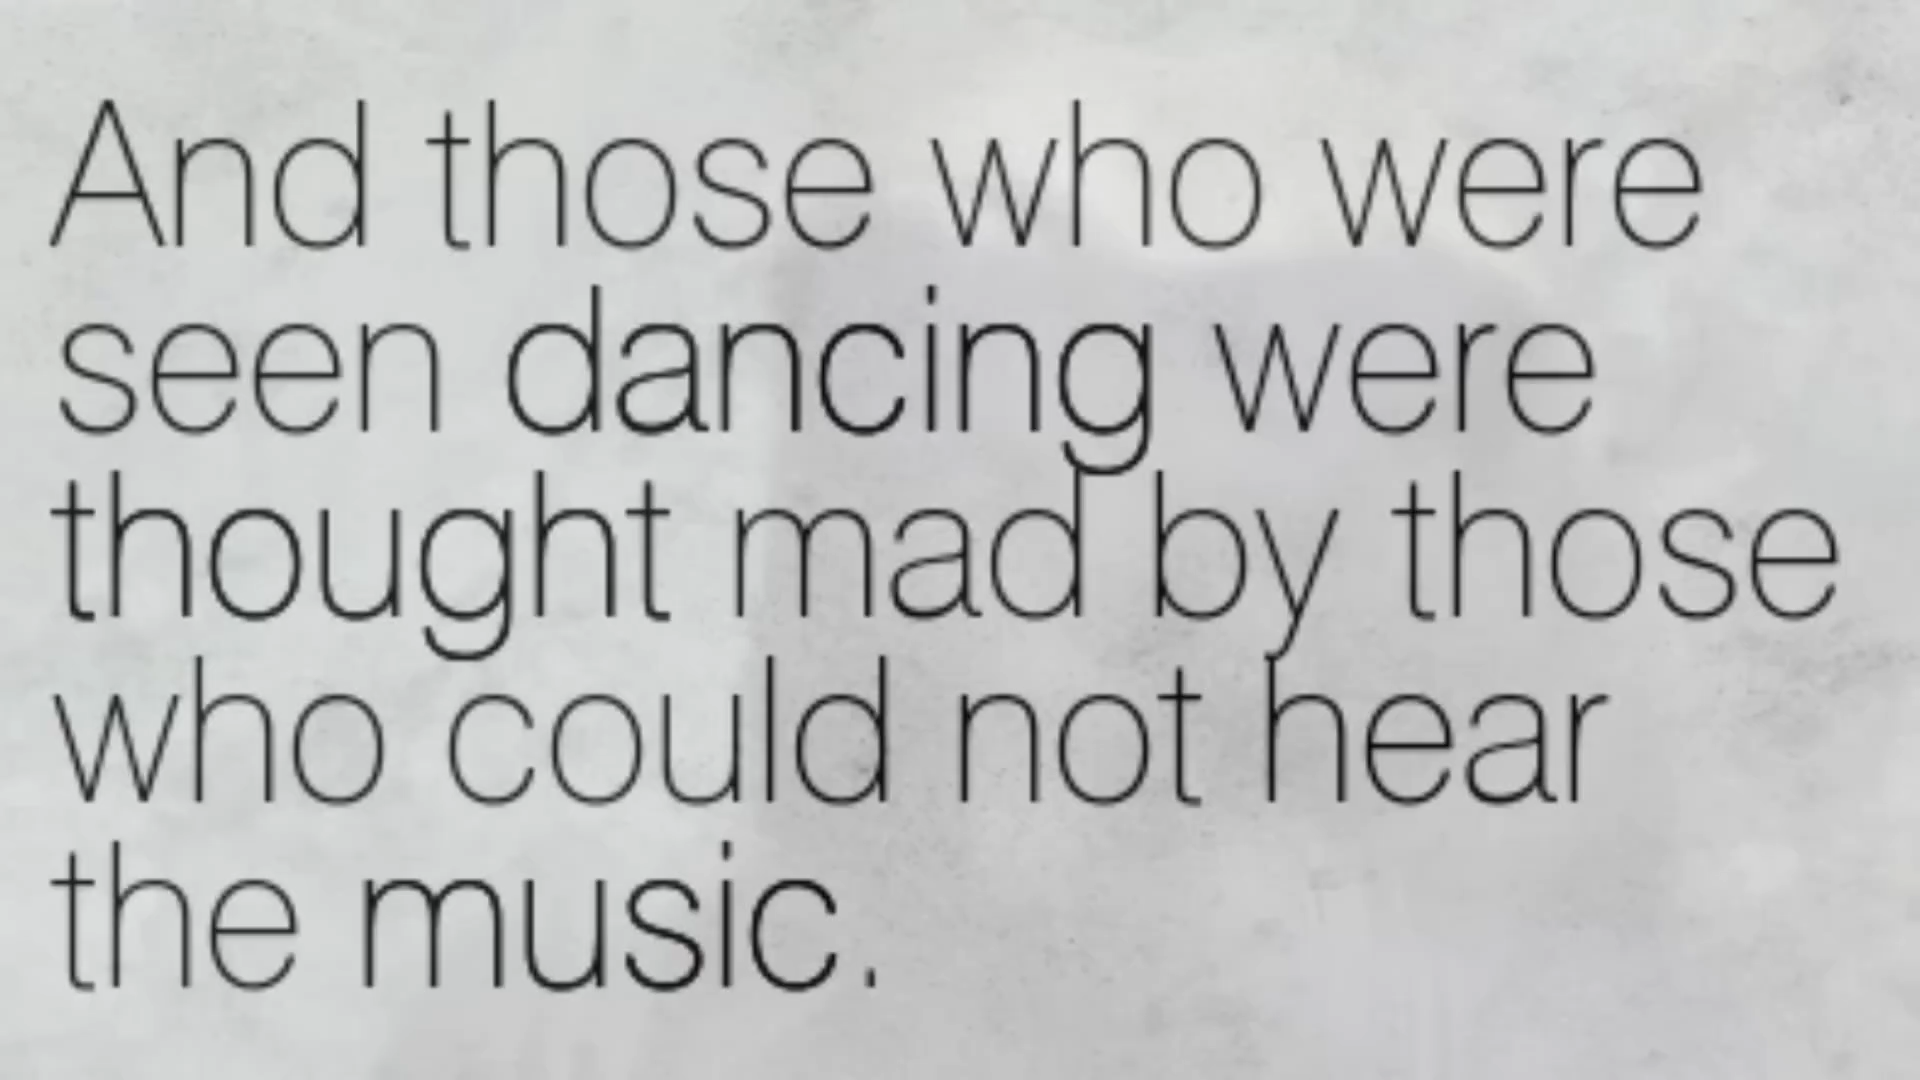 And those who were
seen dancing were
thought mad by those
who could not hear
the music.